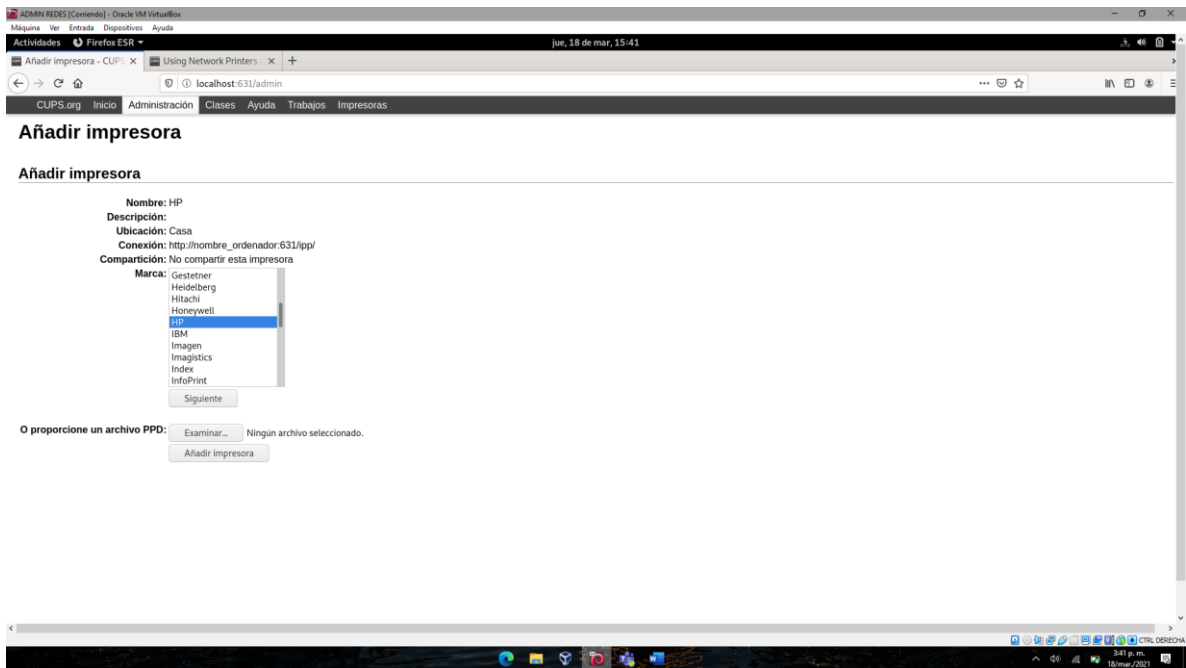 ADMIN REDES [Corriendo] - Oracle VM VirtualBox
Máquina Ver Entrada Dispositivos Ayuda
Actividades Firefox ESR jue, 18 de mar, 15:41
Añadir impresora - CUPS Using Network Printers -
localhost:631/admin
CUPS.org Inicio Administración Clases Ayuda Trabajos Impresoras
Añadir impresora
Añadir impresora
Nombre: HP
Descripción:
Ubicación: Casa
Conexión: http://nombre_ordenador:631/ipp/
Compartición: No compartir esta impresora
Marca: Gestetner
Heidelberg
Hitachi
Honeywell
HP
IBM
Imagen
Imagistics
Index
InfoPrint
Siguiente
O proporcione un archivo PPD: Examinar... Ningún archivo seleccionado.
Añadir impresora
CTRL DERECHA
3:41 p. m.
18/mar./2021